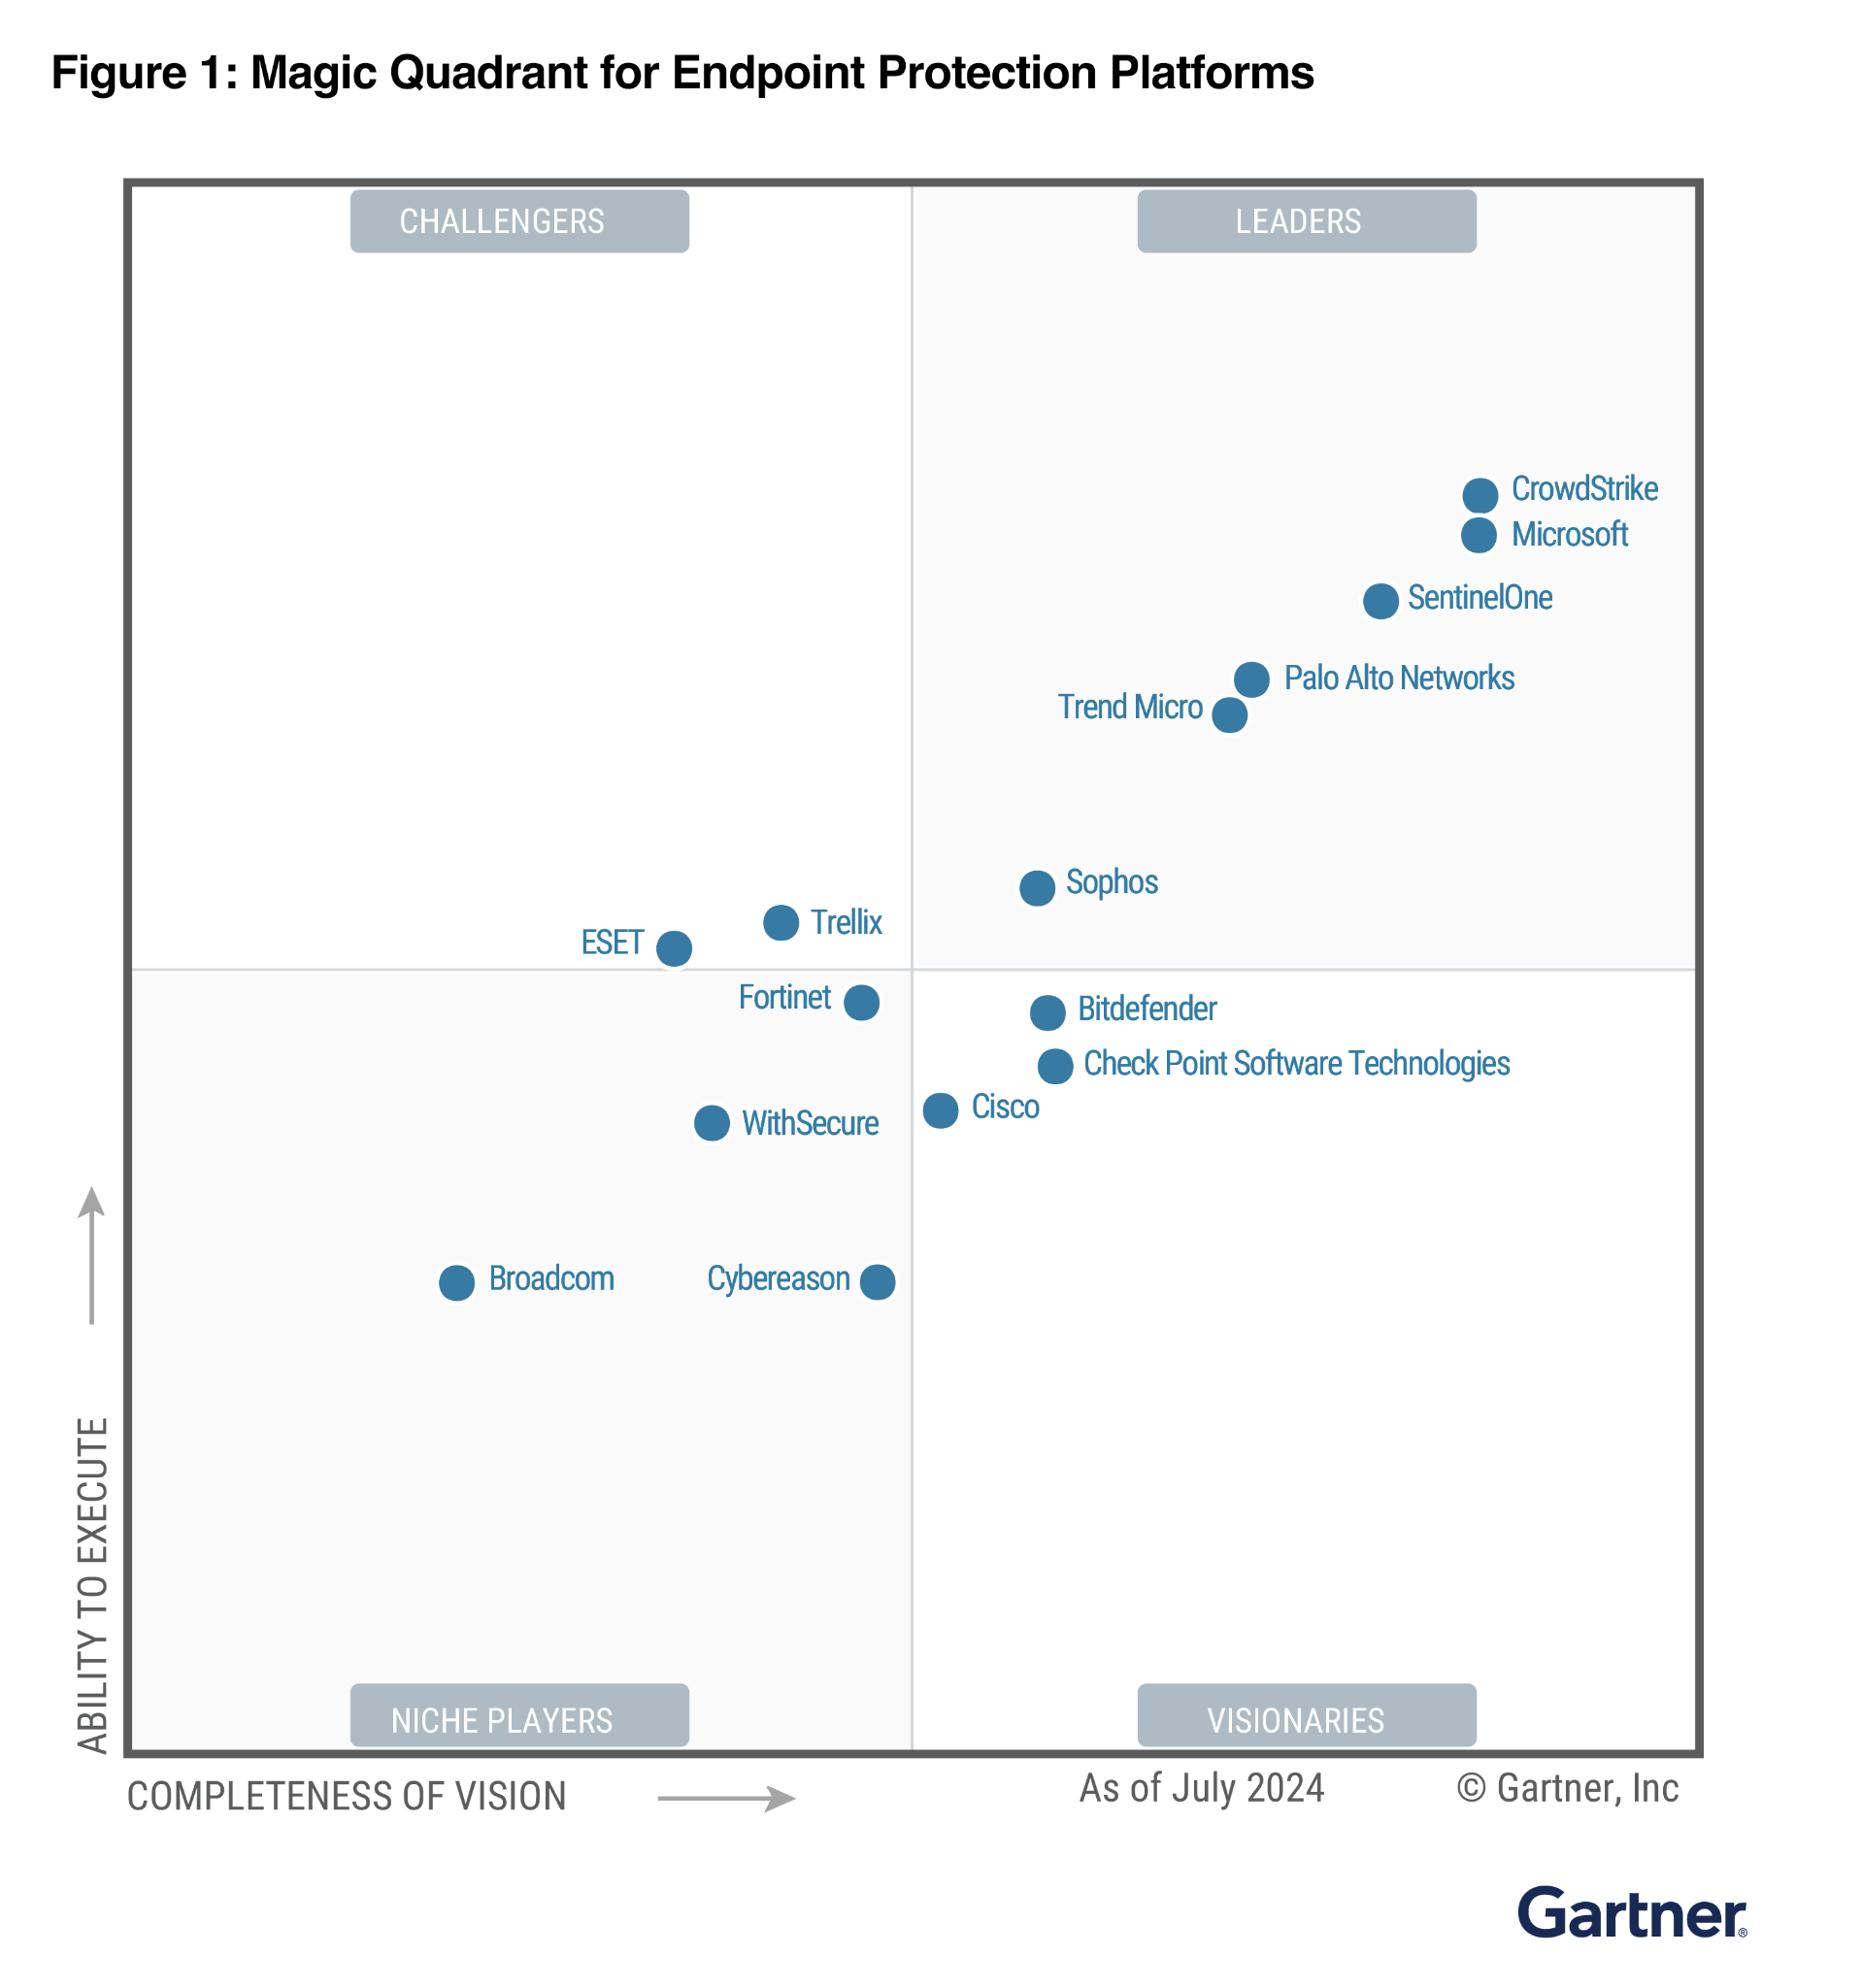 Figure 1: Magic Quadrant for Endpoint Protection Platforms
CHALLENGERS
LEADERS
CrowdStrike
Microsoft
SentinelOne
Palo Alto Networks
Trend Micro
Sophos
Trellix
ESET
Fortinet
Bitdefender
Check Point Software Technologies
Cisco
WithSecure
Broadcom
Cybereason
ABILITY TO EXECUTE
NICHE PLAYERS
VISIONARIES
COMPLETENESS OF VISION
As of July 2024
© Gartner, Inc
Gartner®